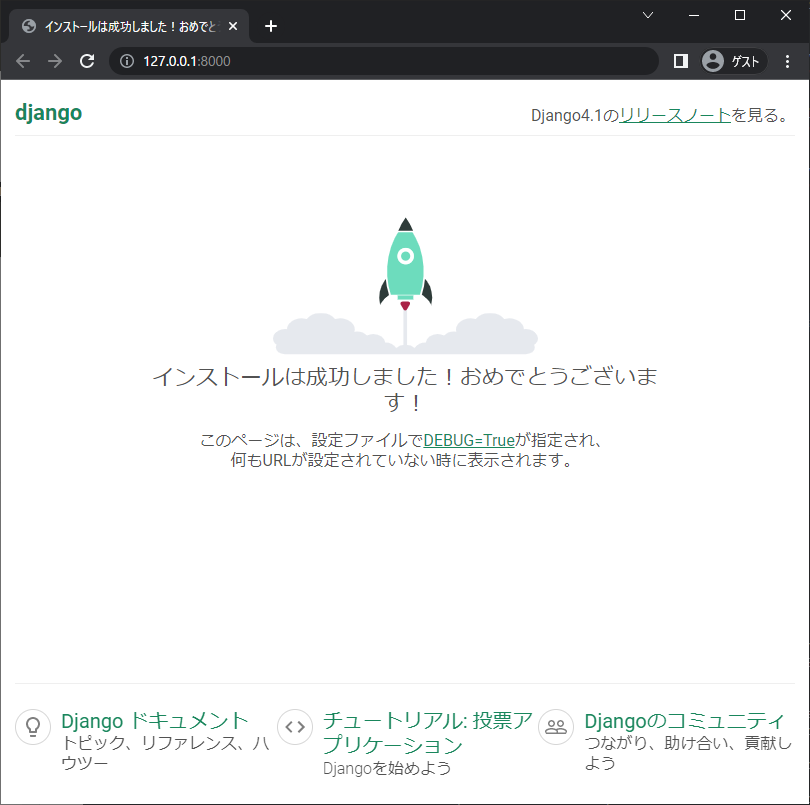 インストールは成功しました！おめでと
127.0.0.1:8000
ゲスト
django
Django4.1のリリースノートを見る。
インストールは成功しました！おめでとうございま
す！
このページは、設定ファイルでDEBUG=Trueが指定され、
何もURLが設定されていない時に表示されます。
Django ドキュメント
トピック、リファレンス、ハ
ウツー
チュートリアル: 投票ア
プリケーション
Djangoを始めよう
Djangoのコミュニティ
つながり、助け合い、貢献し
よう